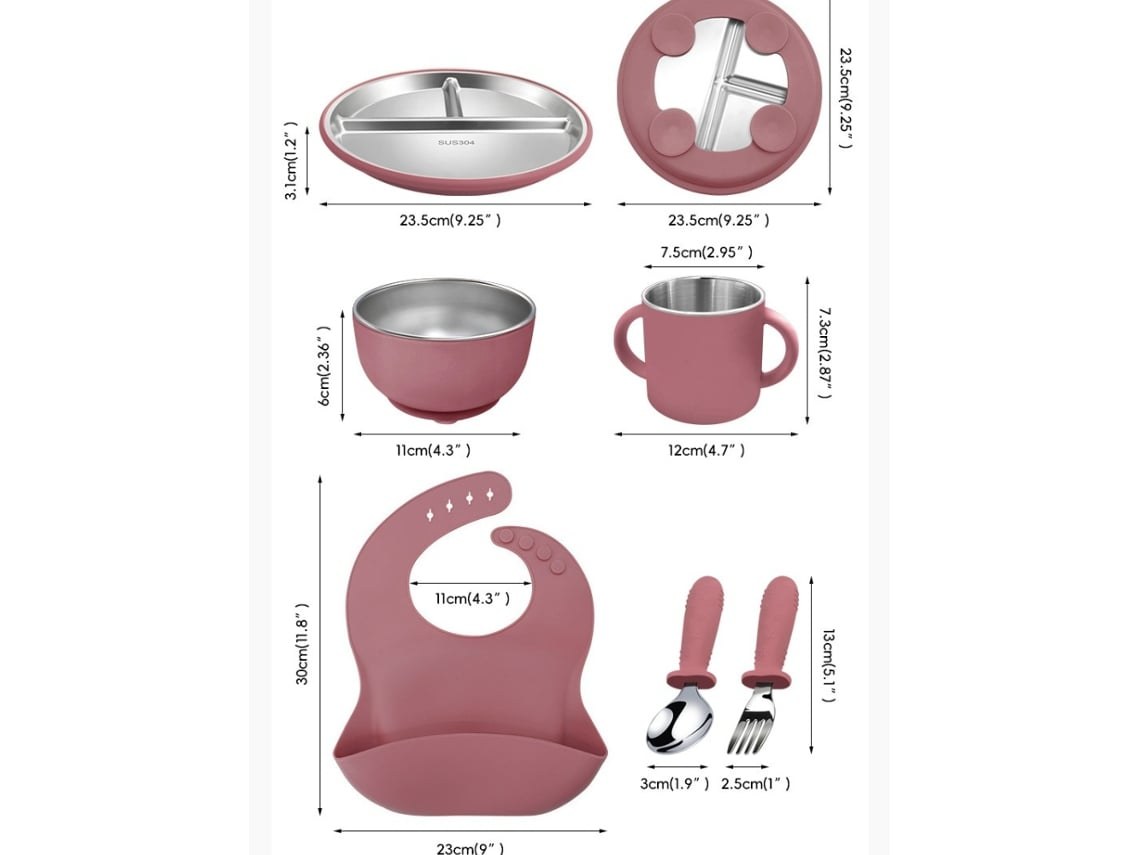 SUS304
3.1cm(1.2″ )
23.5cm(9.25″ )
23.5cm(9.25″ )
23.5cm(9.25″ )
7.5cm(2.95″ )
6cm(2.36″ )
11cm(4.3″ )
7.3cm(2.87″ )
12cm(4.7″ )
11cm(4.3″ )
30cm(11.8″ )
13cm(5.1″ )
3cm(1.9″ )
2.5cm(1″ )
23cm(9″ )